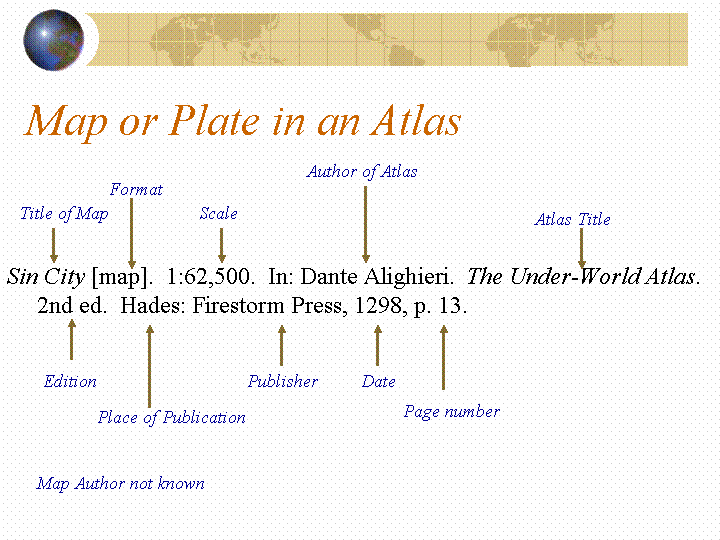 Map or Plate in an Atlas
Author of Atlas
Format
Title of Map
Scale
Atlas Title
Sin City [map].  1:62,500.  In: Dante Alighieri.  The Under-World Atlas.
2nd ed.  Hades: Firestorm Press, 1298, p. 13.
Edition
Publisher
Date
Place of Publication
Page number
Map Author not known